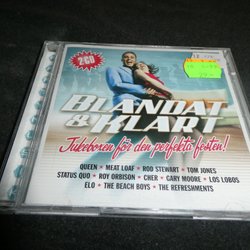 2CD
BLANDAT
& KLART
Jukeboxen för den perfekta festen!
QUEEN • MEAT LOAF • ROD STEWART • TOM JONES
STATUS QUO • ROY ORBISON • CHER • GARY MOORE • LOS LOBOS
ELO • THE BEACH BOYS • THE REFRESHMENTS